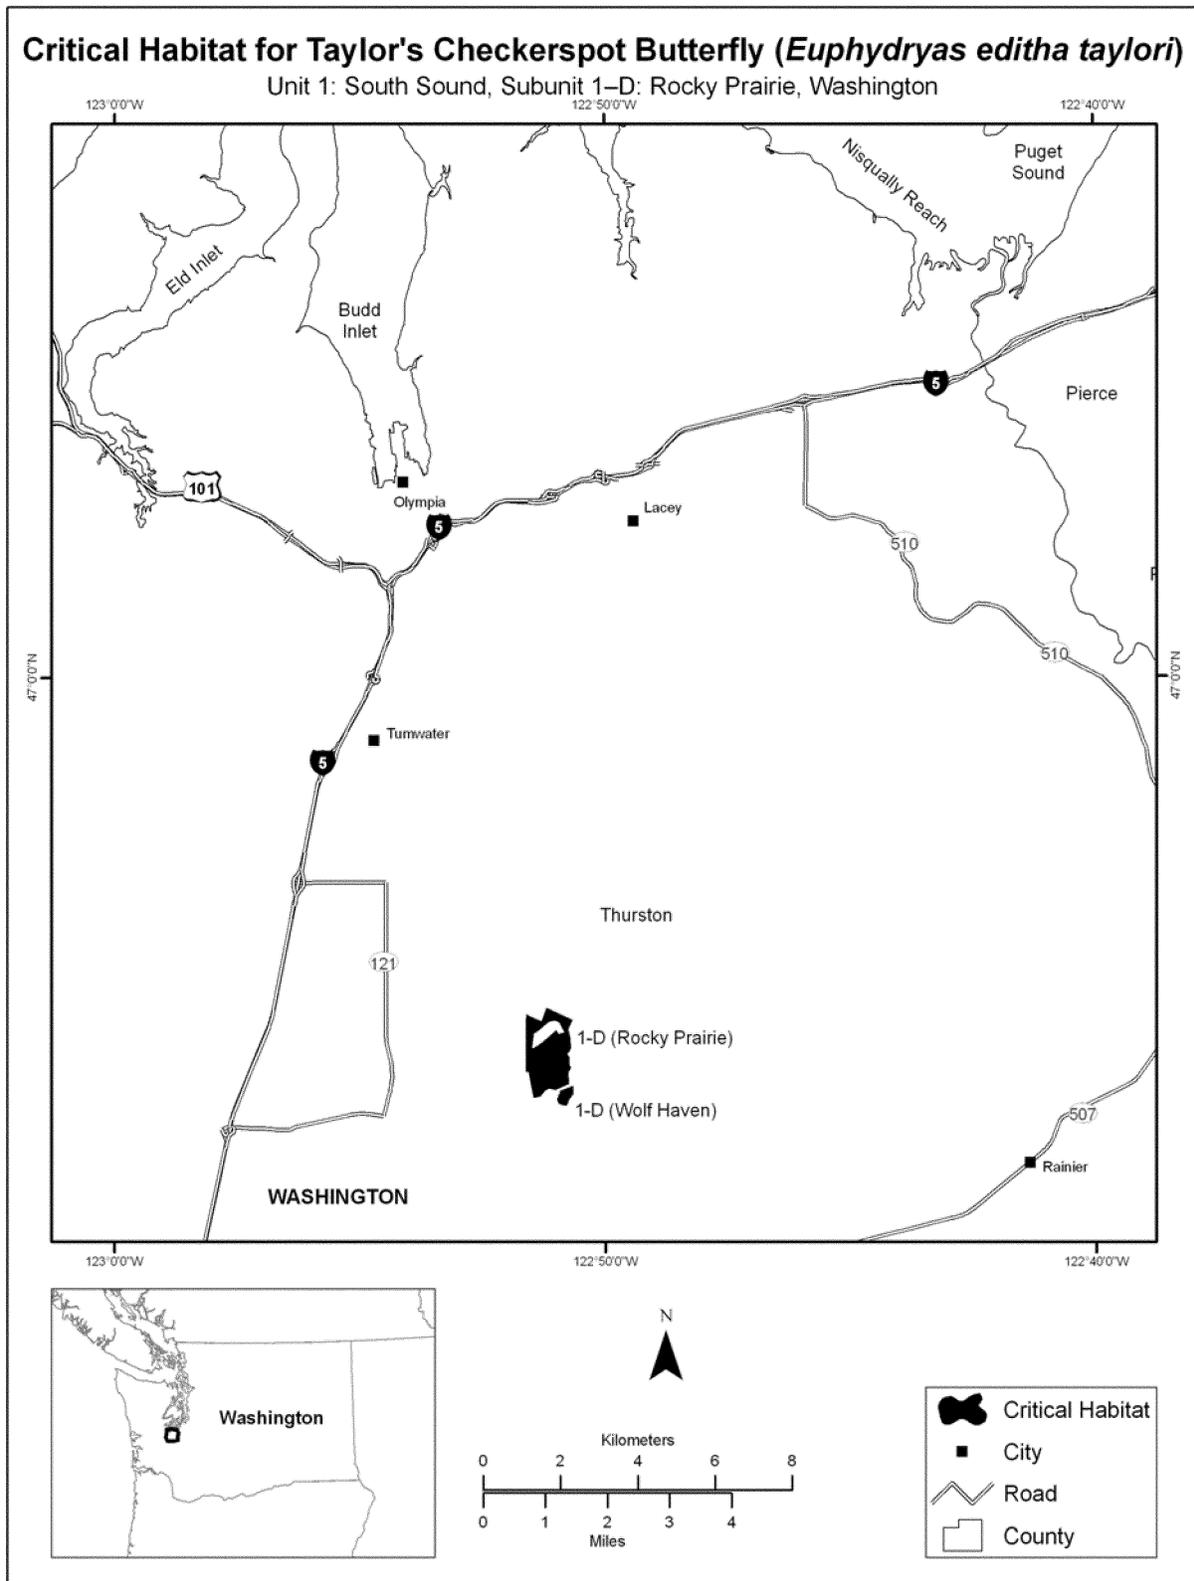 Critical Habitat for Taylor's Checkerspot Butterfly (Euphydryas editha taylori)
Unit 1: South Sound, Subunit 1–D: Rocky Prairie, Washington
123°0'0"W
122°50'0"W
122°40'0"W
Puget
Sound
Nisqually Reach
Eld Inlet
Budd
Inlet
5
Pierce
101
Olympia
5
Lacey
510
510
47°0'0"N
47°0'0"N
Tumwater
5
Thurston
121
1-D (Rocky Prairie)
1-D (Wolf Haven)
507
Rainier
WASHINGTON
123°0'0"W
122°50'0"W
122°40'0"W
Washington
N
Kilometers
0 2 4 6 8
0 1 2 3 4
Miles
Critical Habitat
City
Road
County